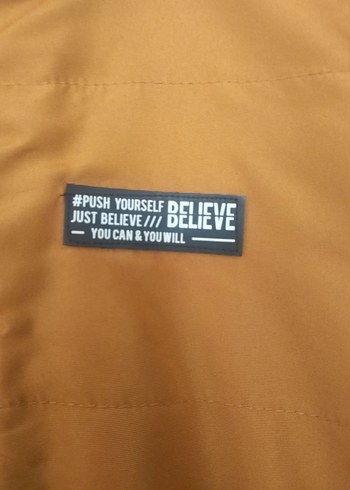 #PUSH YOURSELF
JUST BELIEVE /// BELIEVE
— YOU CAN & YOU WILL —